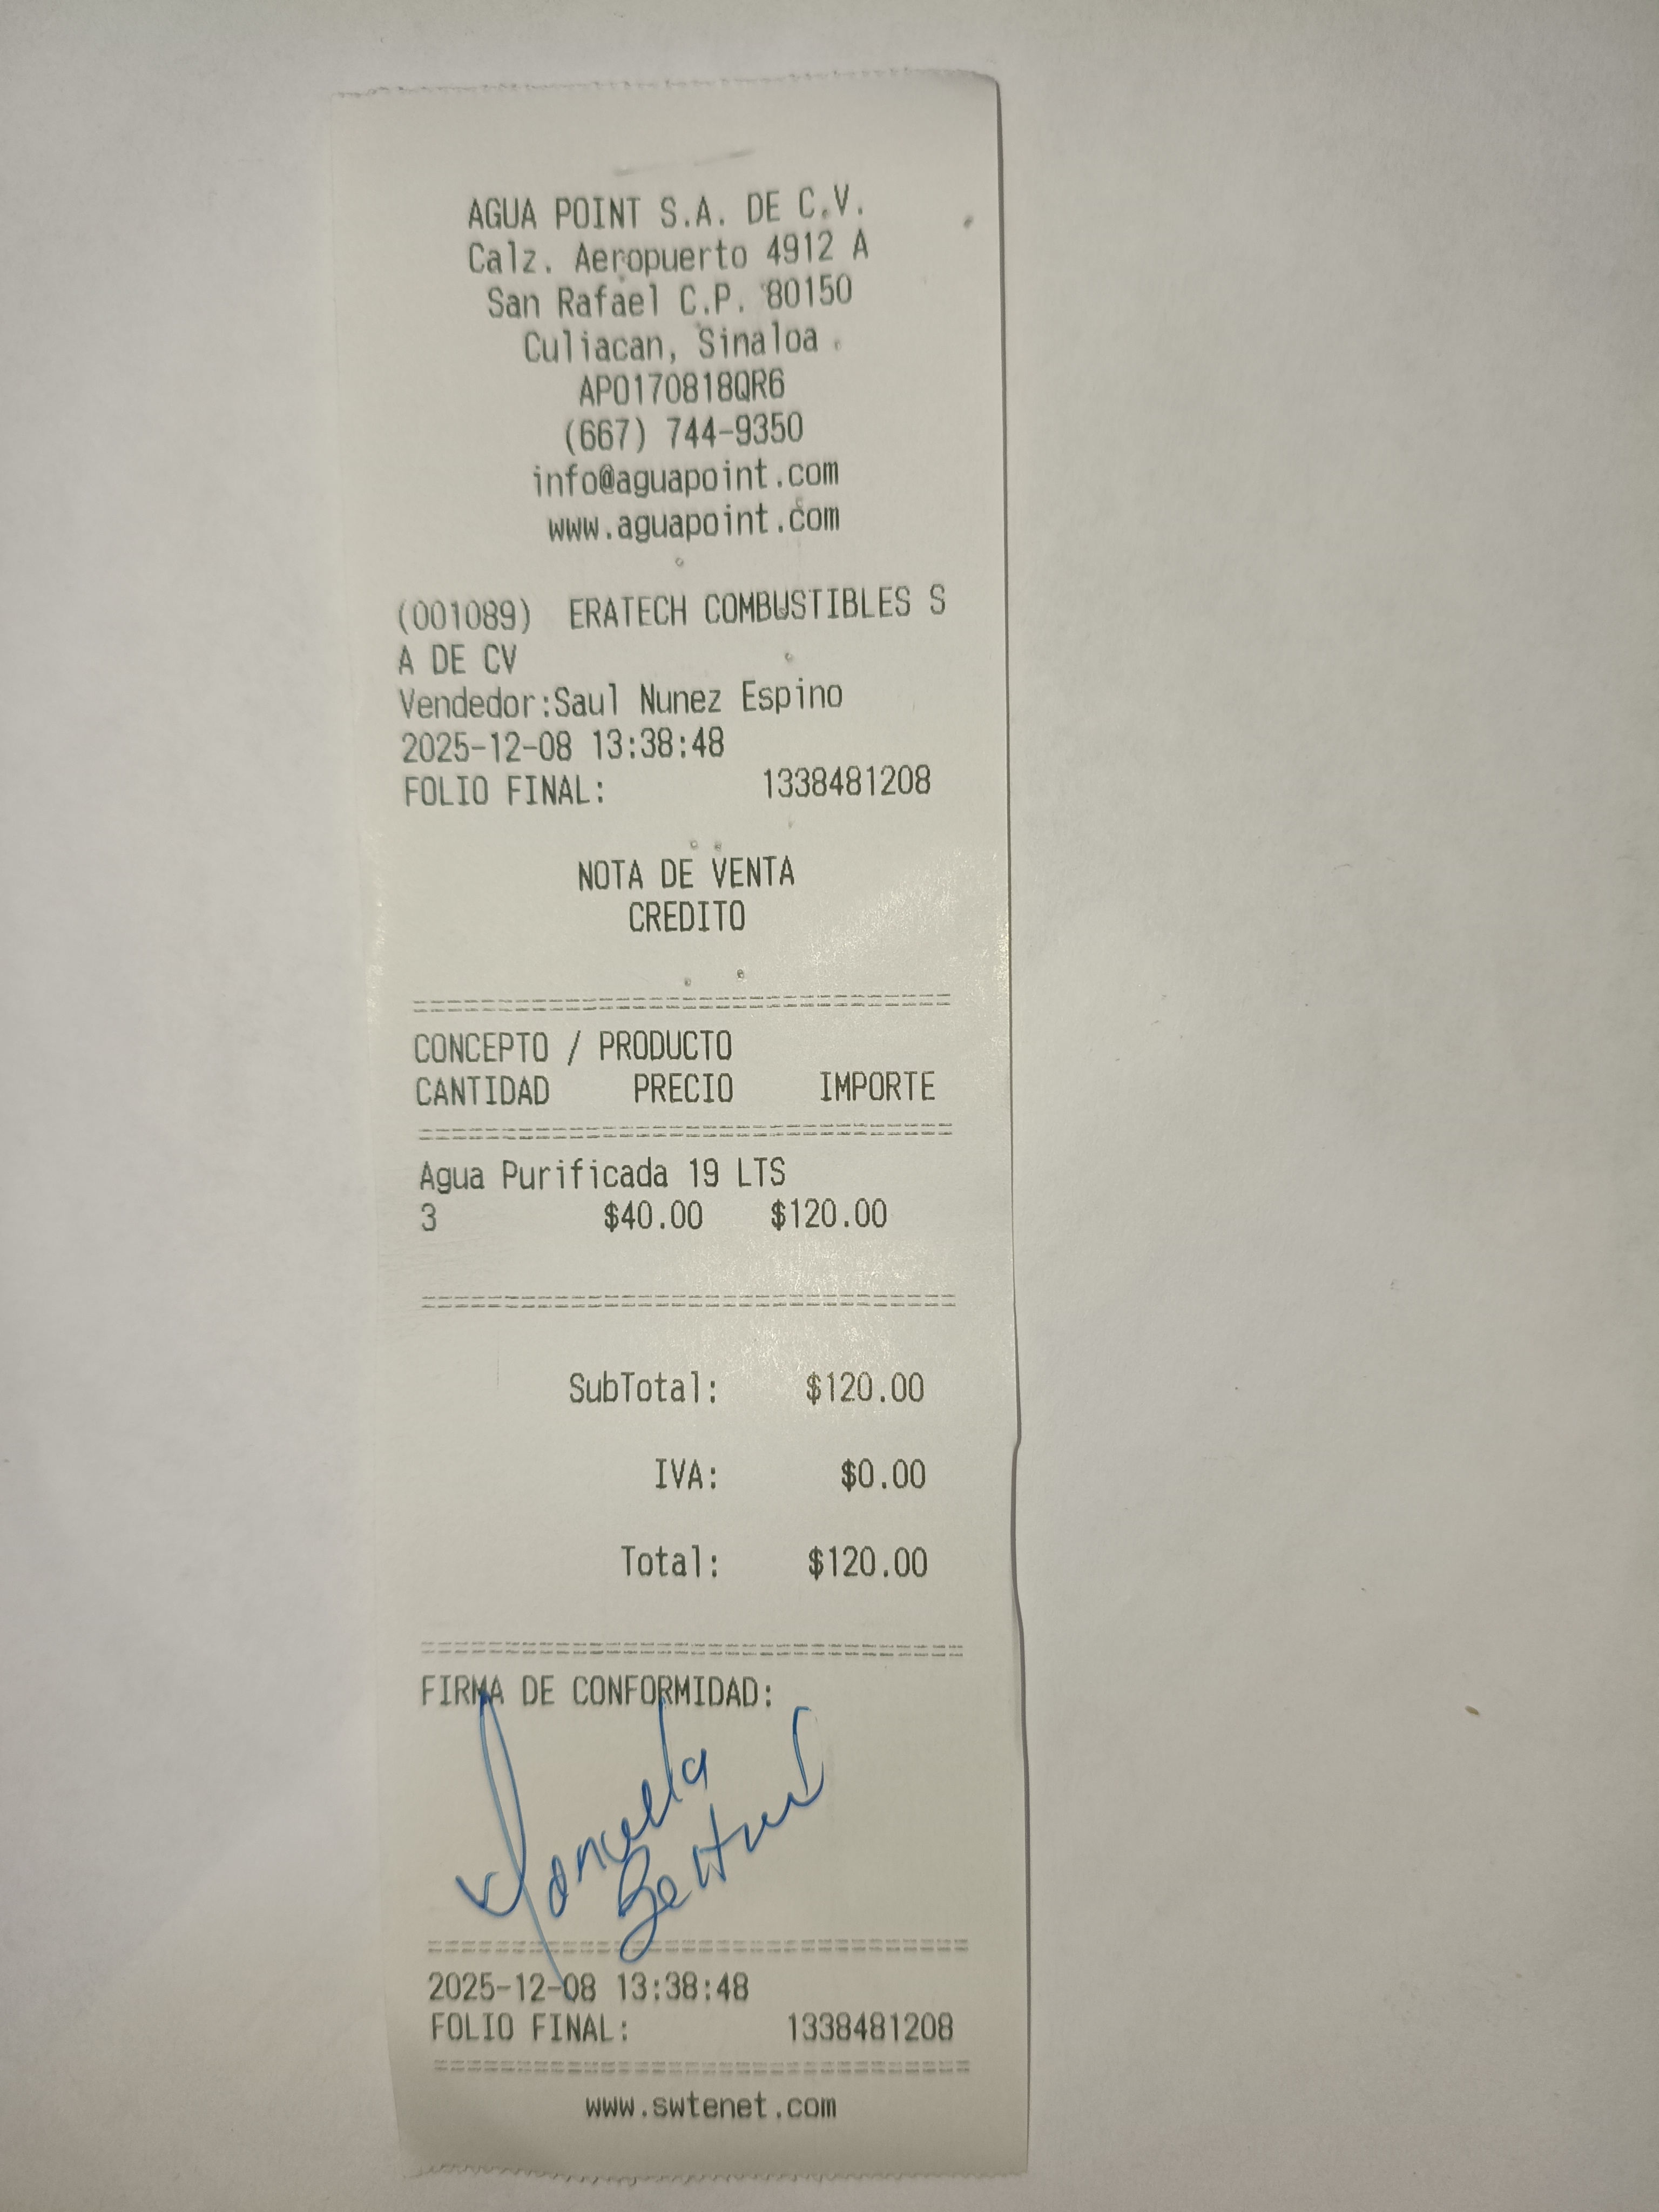 AGUA POINT S.A. DE C.V.
Calz. Aeropuerto 4912 A
San Rafael C.P. 80150
Culiacan, Sinaloa
APO170818QR6
(667) 744-9350
info@aguapoint.com
www.aguapoint.com
(001089) ERATECH COMBUSTIBLES S
A DE CV
Vendedor:Saul Nunez Espino
2025-12-08 13:38:48
FOLIO FINAL: 1338481208
NOTA DE VENTA
CREDITO
================================
CONCEPTO / PRODUCTO
CANTIDAD PRECIO IMPORTE
================================
Agua Purificada 19 LTS
3 $40.00 $120.00
================================
SubTotal: $120.00
IVA: $0.00
Total: $120.00
================================
FIRMA DE CONFORMIDAD:
================================
2025-12-08 13:38:48
FOLIO FINAL: 1338481208
================================
www.swtenet.com